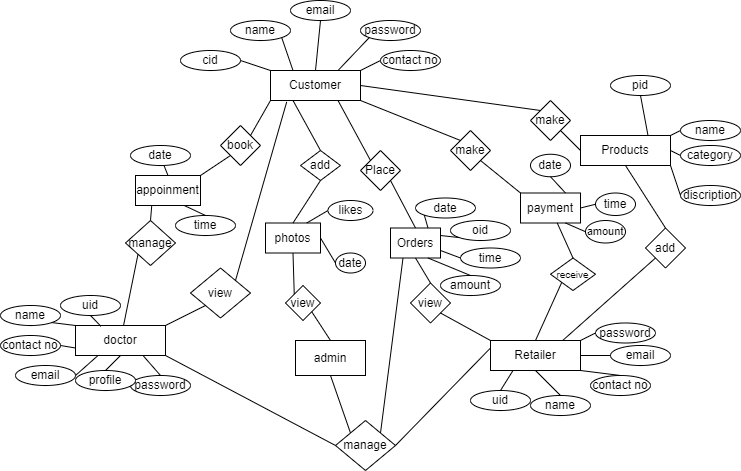 email
name
password
cid
contact no
Customer
pid
make
name
Products
category
discription
book
make
date
add
Place
date
appoinment
likes
date
payment
time
time
oid
amount
manage
photos
Orders
add
date
time
receive
amount
view
view
view
uid
name
password
doctor
contact no
admin
Retailer
email
email
profile
password
contact no
uid
name
manage